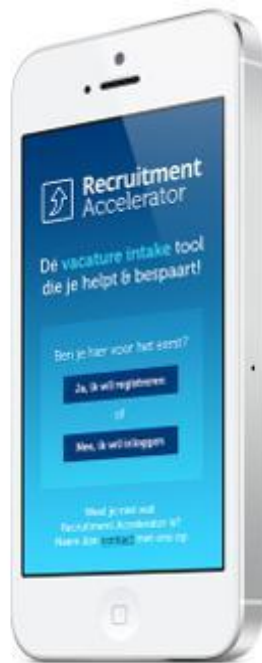 Recruitment
Accelerator
Dé vacature intake tool
die je helpt & bespaart!
Ben je hier voor het eerst?
Ja, ik wil registreren
of
Nee, ik wil inloggen
Weet je niet wat
Recruitment Accelerator is?
Neem dan contact met ons op